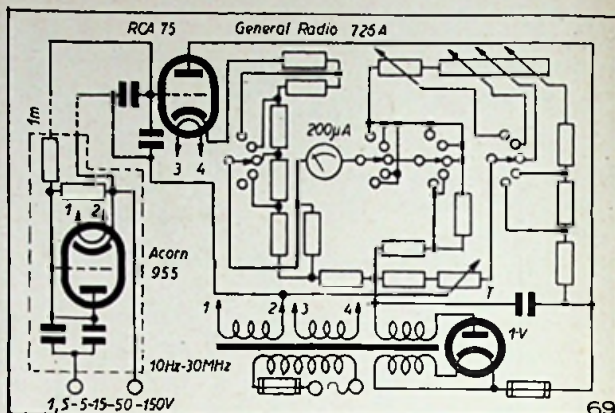 RCA 75 General Radio 726A
1m
200µA
3 4
1 2
Acorn
955
1 2 3 4 T
1-V
10Hz-30MHz
1,5-5-15-50-150V
69